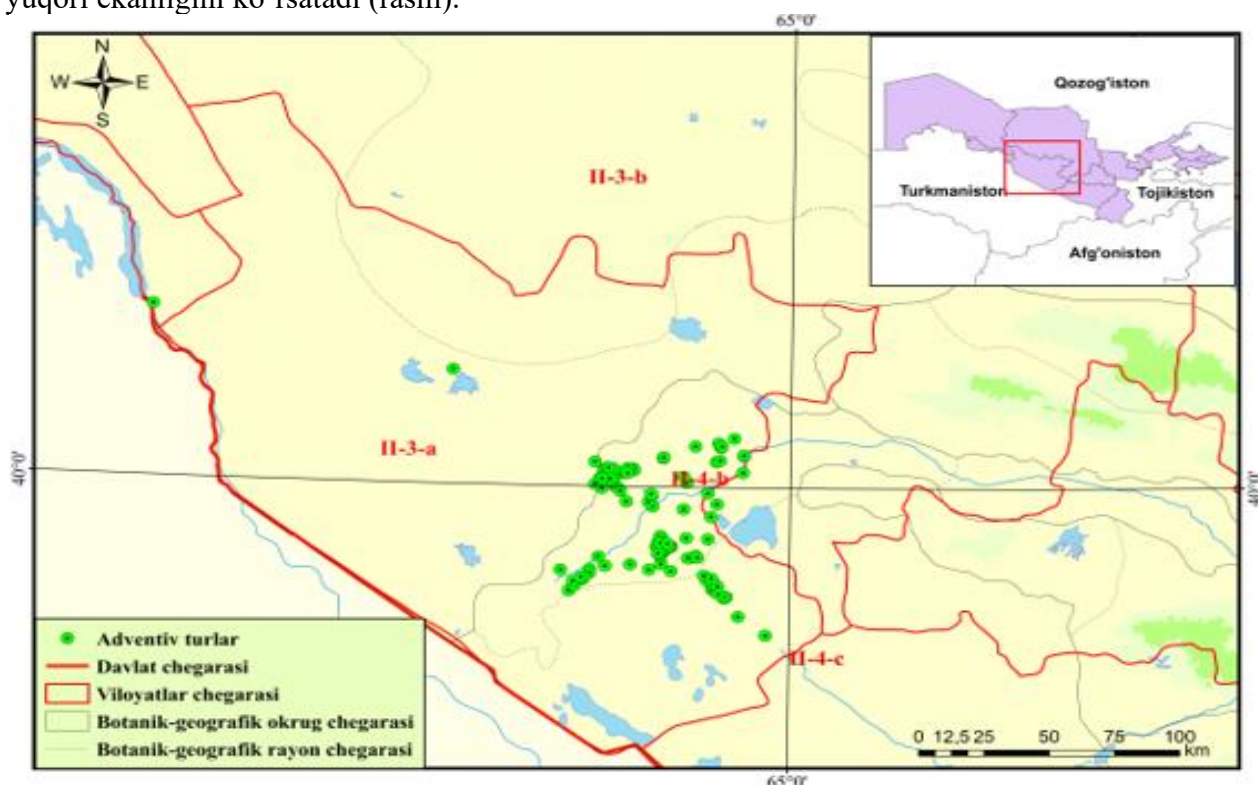 yuqori ekanligini ko'rsatadi (rasm).
65°0'
N
W E
S
Qozog'iston
Turkmaniston
Tojikiston
Afg'oniston
II-3-b
II-3-a
40°0'
II-4-b
40°0'
II-4-c
Adventiv turlar
Davlat chegarasi
Viloyatlar chegarasi
Botanik-geografik okrug chegarasi
Botanik-geografik rayon chegarasi
0 12,5 25 50 75 100
km
65°0'